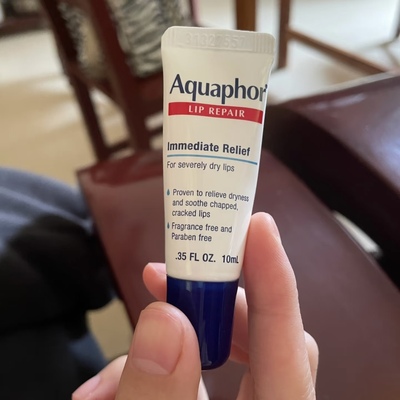 Aquaphor
LIP REPAIR
Immediate Relief
For severely dry lips
Proven to relieve dryness
and soothe chapped,
cracked lips
Fragrance free and
Paraben free
.35 FL OZ. 10mL